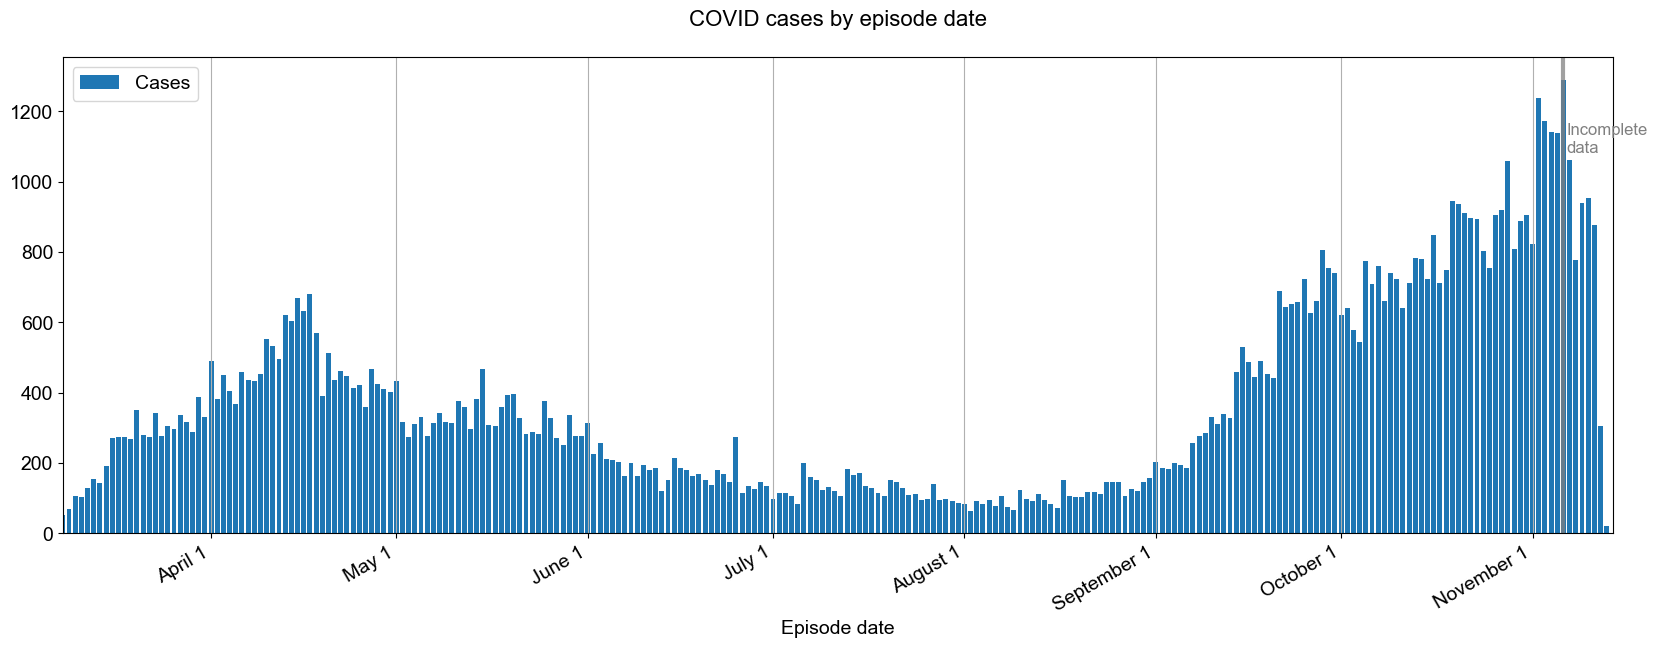 COVID cases by episode date
Cases
1200
1000
800
600
400
200
0
Incomplete
data
April 1
May 1
June 1
July 1
August 1
September 1
October 1
November 1
Episode date